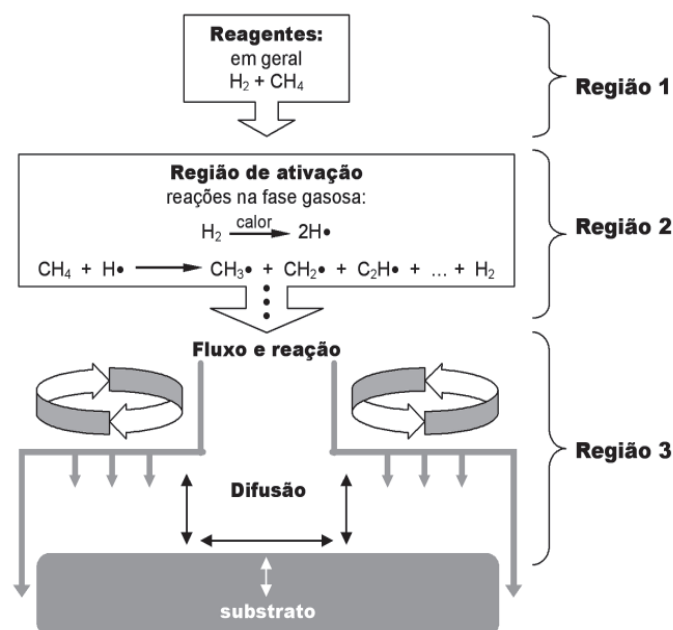 Reagentes:
em geral
H₂ + CH₄
Região 1
Região de ativação
reações na fase gasosa:
H₂ calor 2H•
CH₄ + H• CH₃• + CH₂• + C₂H• + ... + H₂
Região 2
Fluxo e reação
Região 3
Difusão
substrato